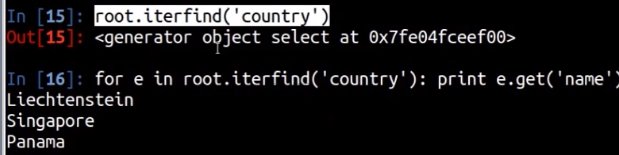 In [15]: root.iterfind('country')
Out[15]: <generator object select at 0x7fe04fceef00>
In [16]: for e in root.iterfind('country'): print e.get('name')
Liechtenstein
Singapore
Panama